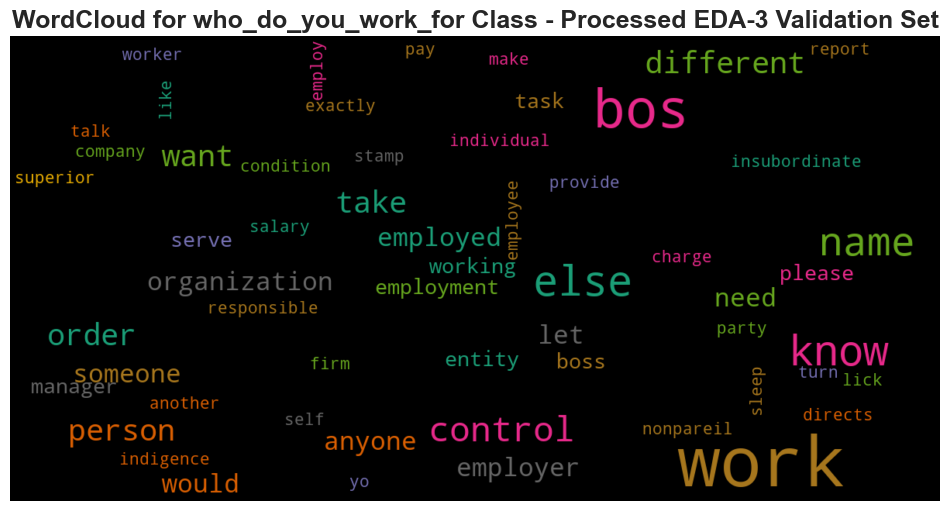 WordCloud for who_do_you_work_for Class - Processed EDA-3 Validation Set
worker
employ
pay
make
different
report
like
exactly
task
bos
talk
company
want
condition
stamp
individual
insubordinate
superior
take
employee
provide
salary
serve
employed
working
name
organization
employment
else
charge
please
responsible
need
order
let
party
know
someone
firm
entity
boss
manager
sleep
turn
lick
another
self
directs
person
anyone
control
nonpareil
indigence
employer
work
would
yo